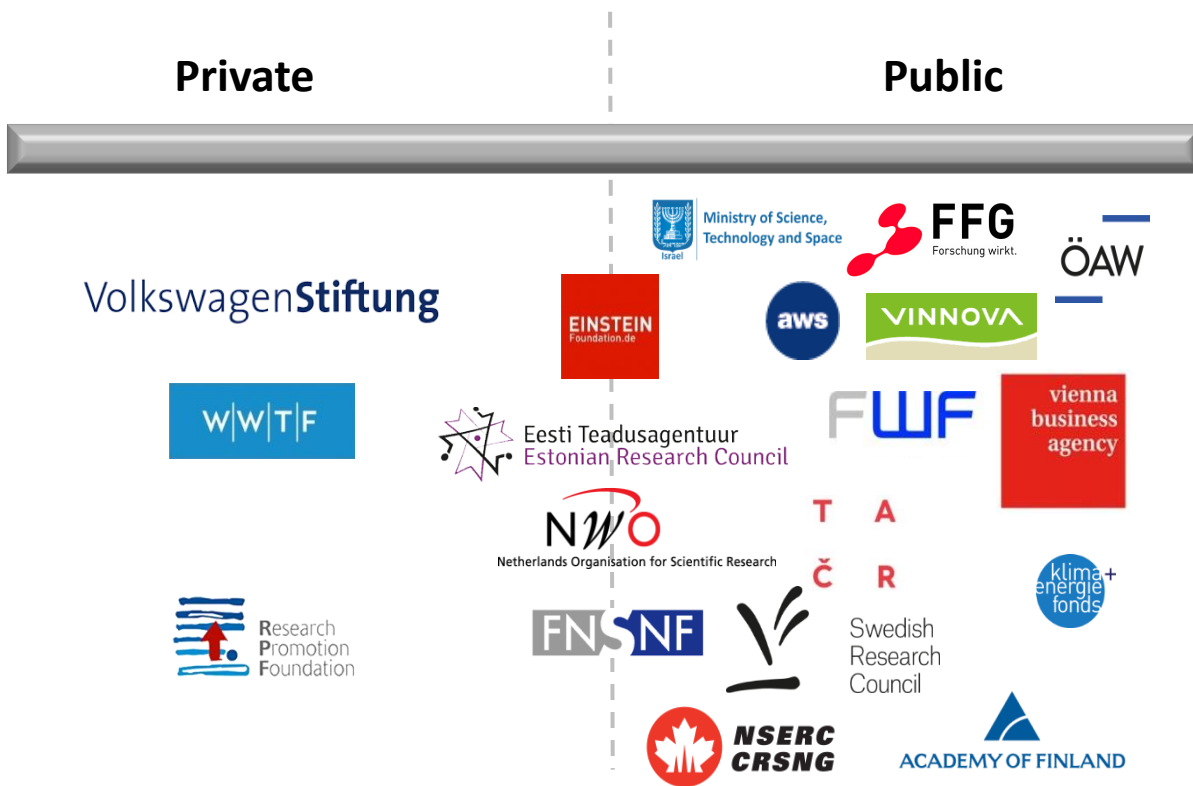 Private
Public
Ministry of Science,
Technology and Space
Israel
FFG
Forschung wirkt.
ÖAW
VolkswagenStiftung
EINSTEIN
Foundation.de
aws
VINNOVA
W|W|T|F
Eesti Teadusagentuur
Estonian Research Council
FWF
vienna
business
agency
NWO
Netherlands Organisation for Scientific Research
T A
Č R
klima+
energie
fonds
Research
Promotion
Foundation
FNSNF
Swedish
Research
Council
NSERC
CRSNG
ACADEMY OF FINLAND